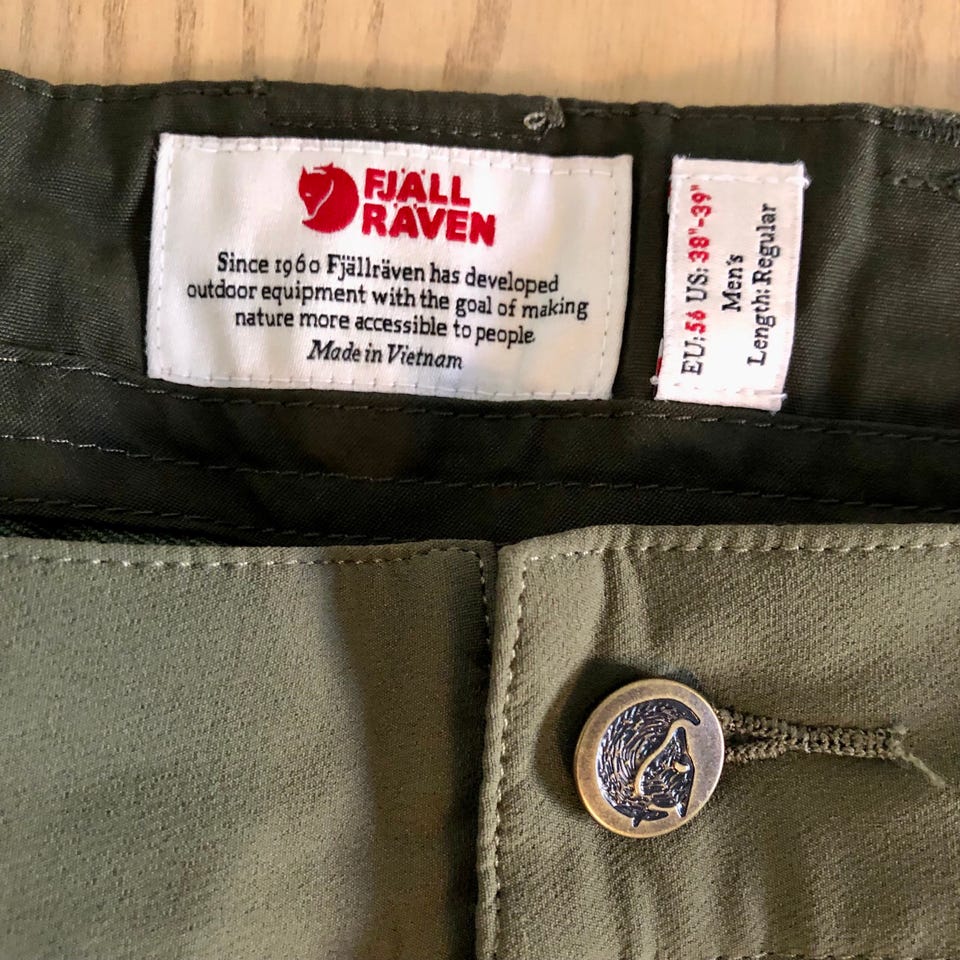 FJÄLL
RÄVEN
Since 1960 Fjällräven has developed
outdoor equipment with the goal of making
nature more accessible to people
Made in Vietnam
EU:56 US:38"-39"
Men's
Length: Regular